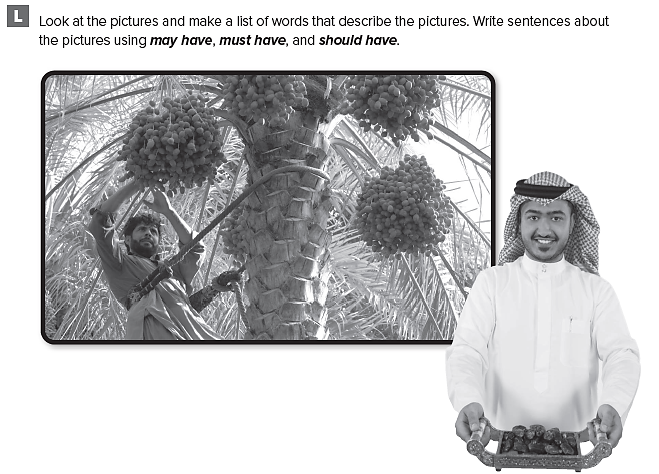 L Look at the pictures and make a list of words that describe the pictures. Write sentences about
the pictures using may have, must have, and should have.